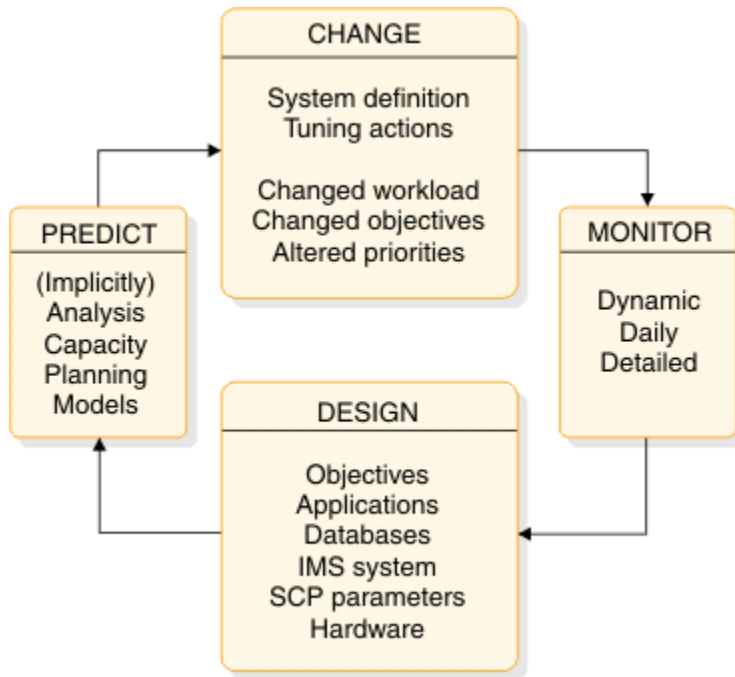 CHANGE
System definition
Tuning actions
Changed workload
Changed objectives
Altered priorities
PREDICT
(Implicitly)
Analysis
Capacity
Planning
Models
MONITOR
Dynamic
Daily
Detailed
DESIGN
Objectives
Applications
Databases
IMS system
SCP parameters
Hardware